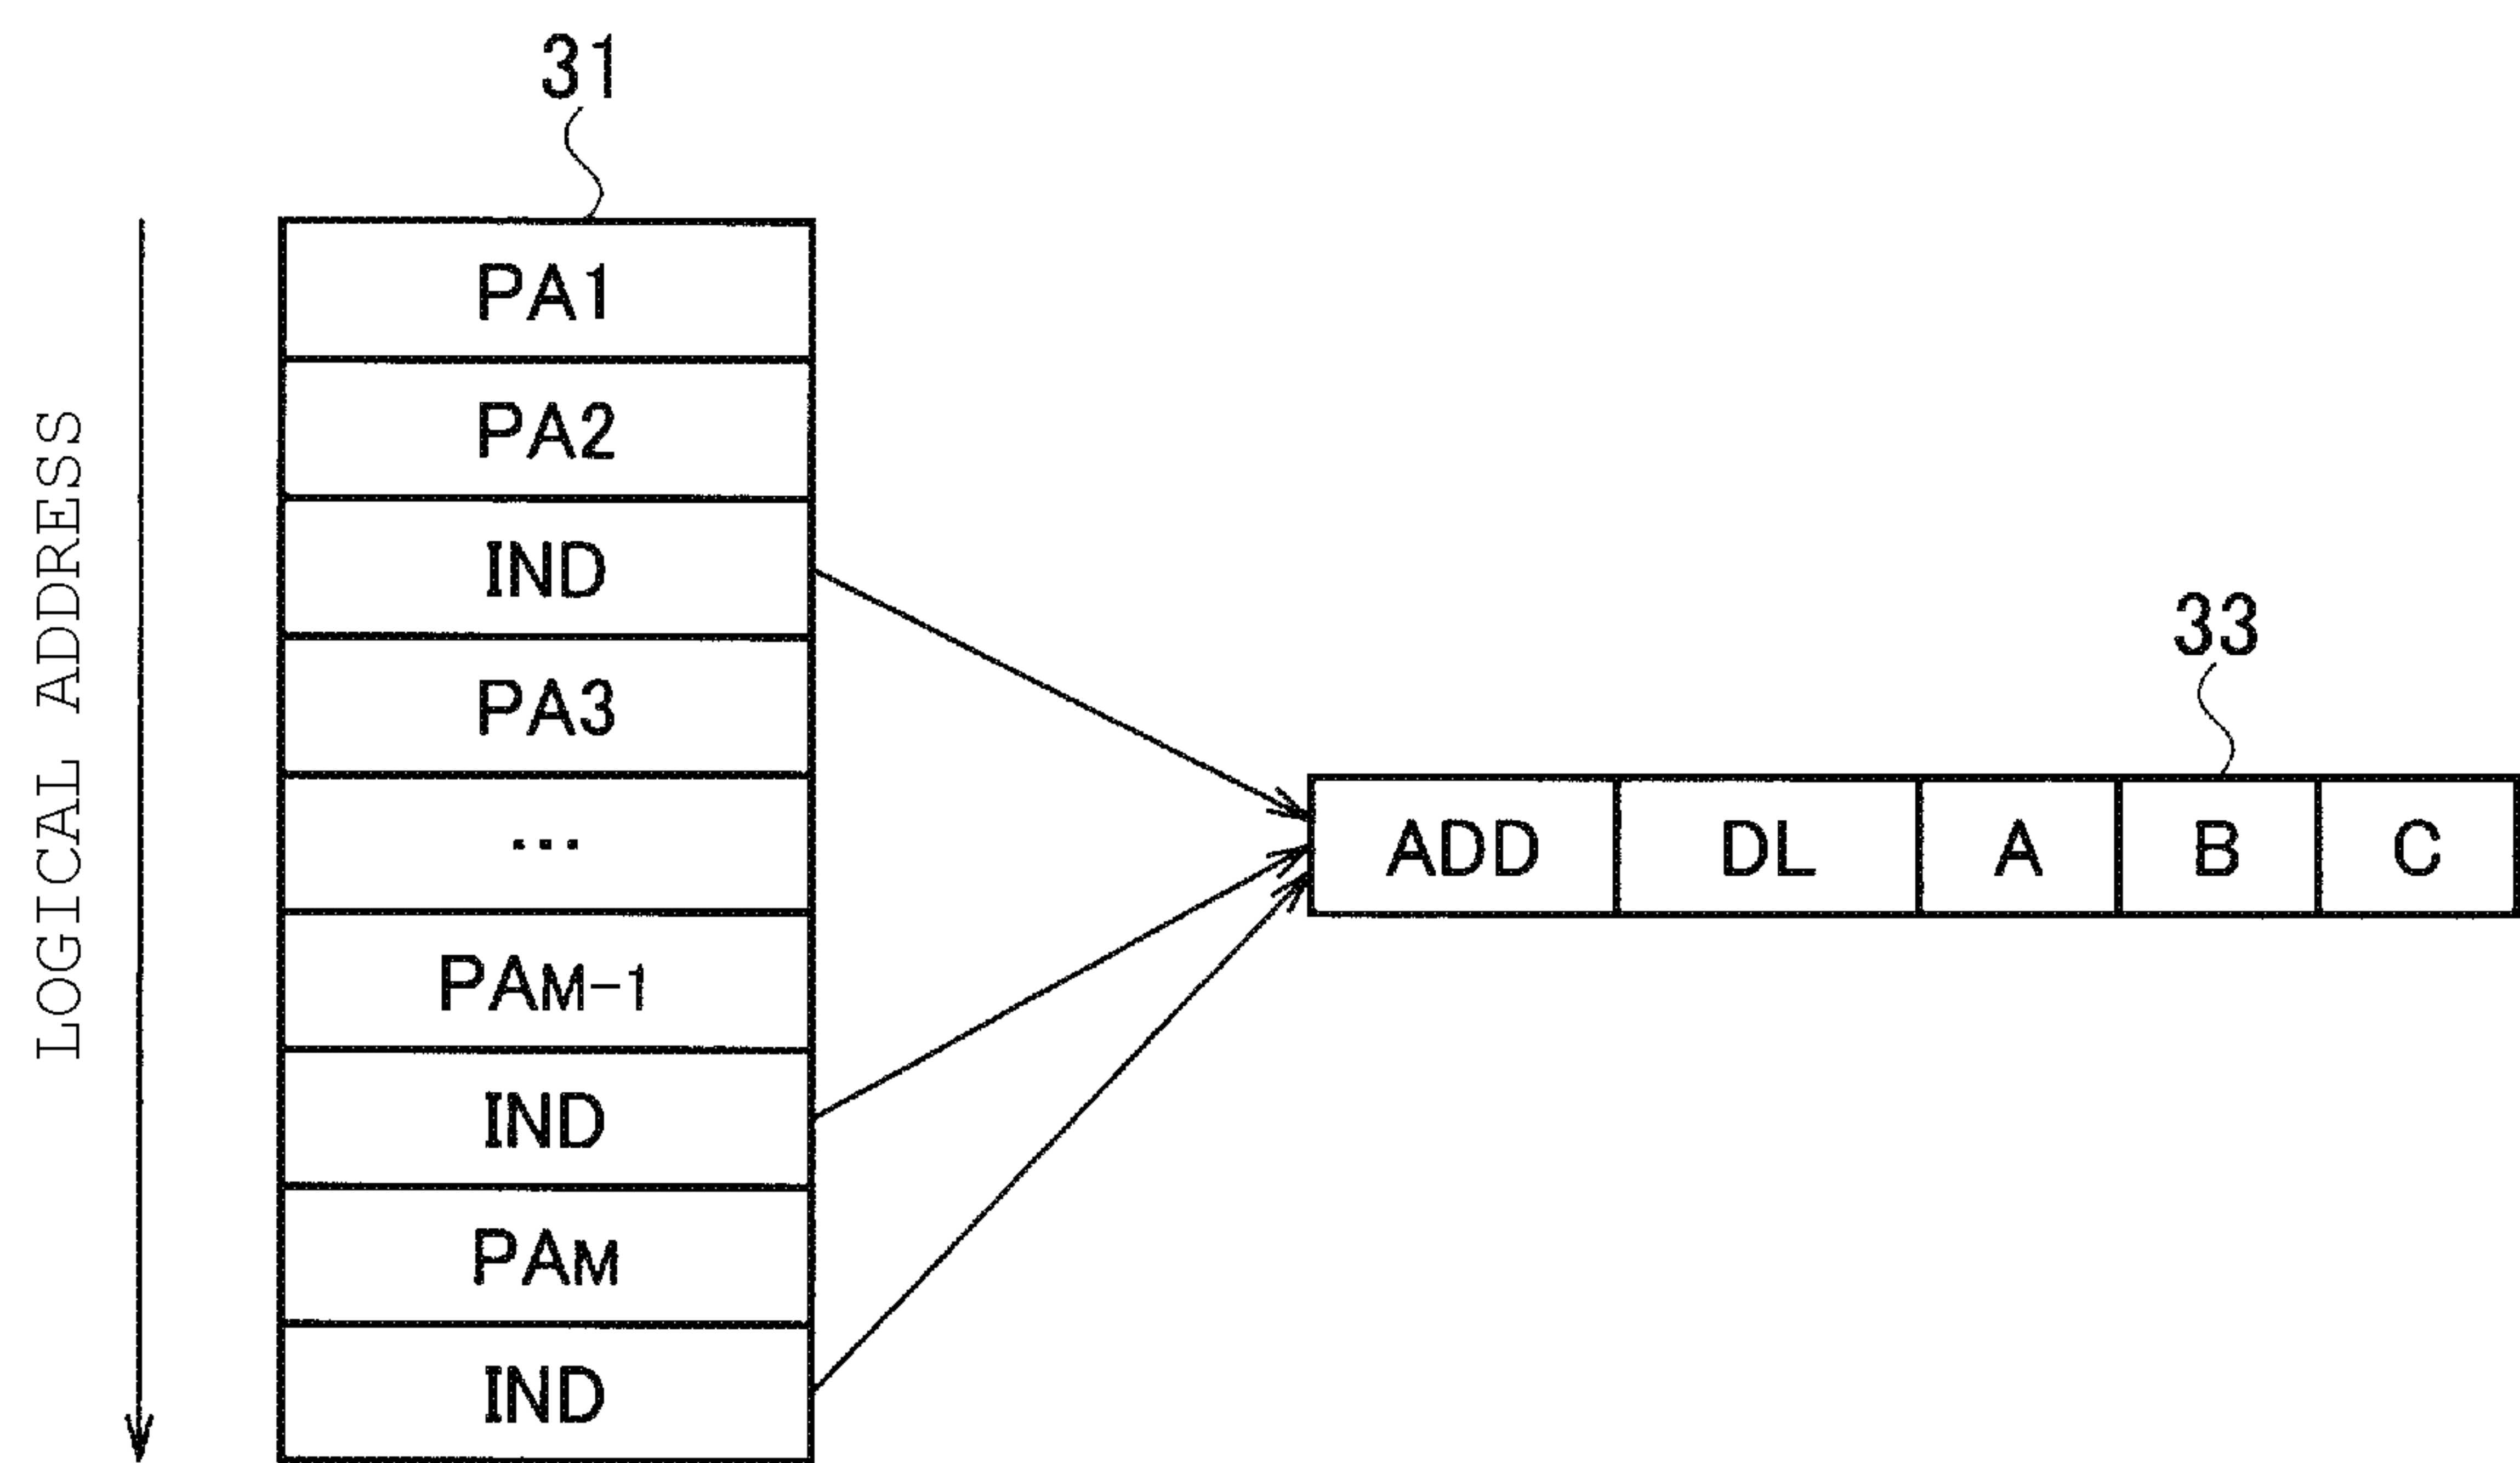 31
LOGICAL ADDRESS
PA1
PA2
IND
PA3
...
PAM-1
IND
PAM
IND
33
ADD DL A B C